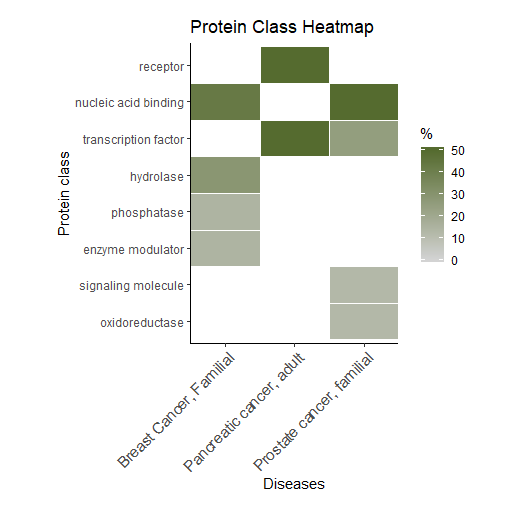 Protein Class Heatmap
Protein class
receptor
nucleic acid binding
transcription factor
hydrolase
phosphatase
enzyme modulator
signaling molecule
oxidoreductase
Breast Cancer, Familial
Pancreatic cancer, adult
Prostate cancer, familial
Diseases
%
50
40
30
20
10
0